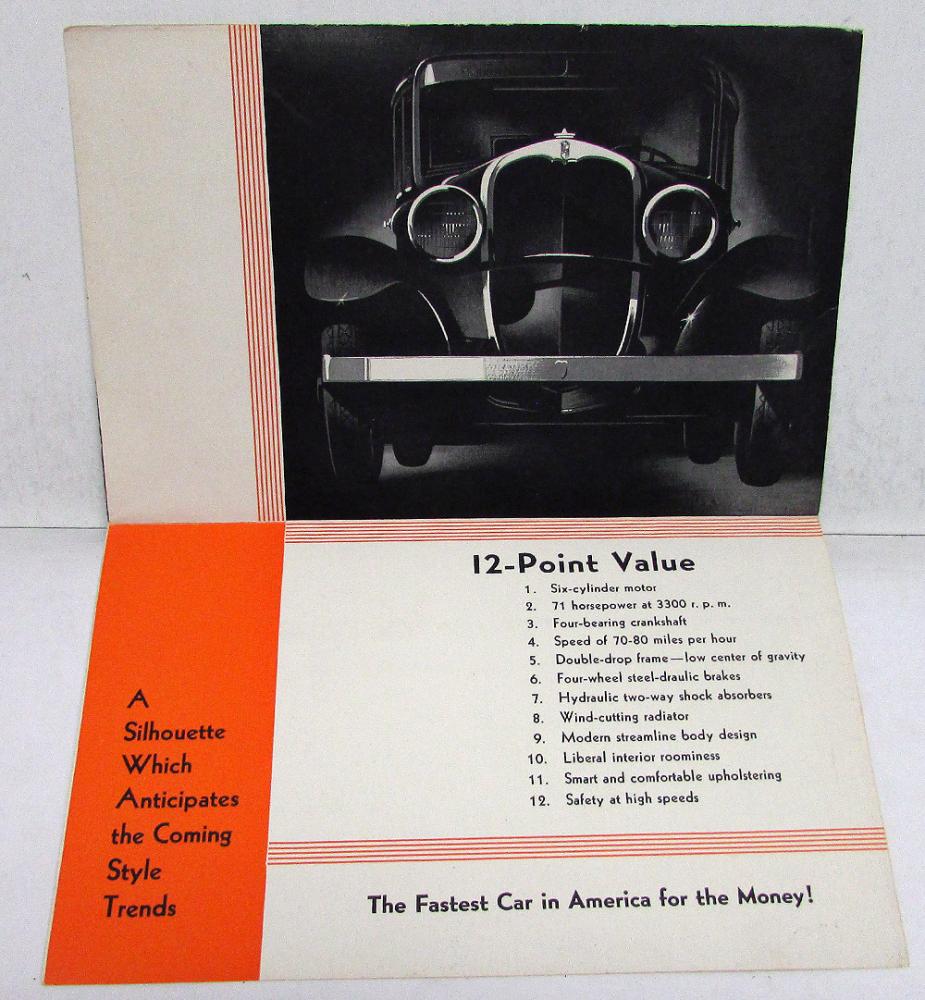 12-Point Value
1. Six-cylinder motor
2. 71 horsepower at 3300 r. p. m.
3. Four-bearing crankshaft
4. Speed of 70-80 miles per hour
5. Double-drop frame—low center of gravity
6. Four-wheel steel-draulic brakes
7. Hydraulic two-way shock absorbers
8. Wind-cutting radiator
9. Modern streamline body design
10. Liberal interior roominess
11. Smart and comfortable upholstering
12. Safety at high speeds
A
Silhouette
Which
Anticipates
the Coming
Style
Trends
The Fastest Car in America for the Money!